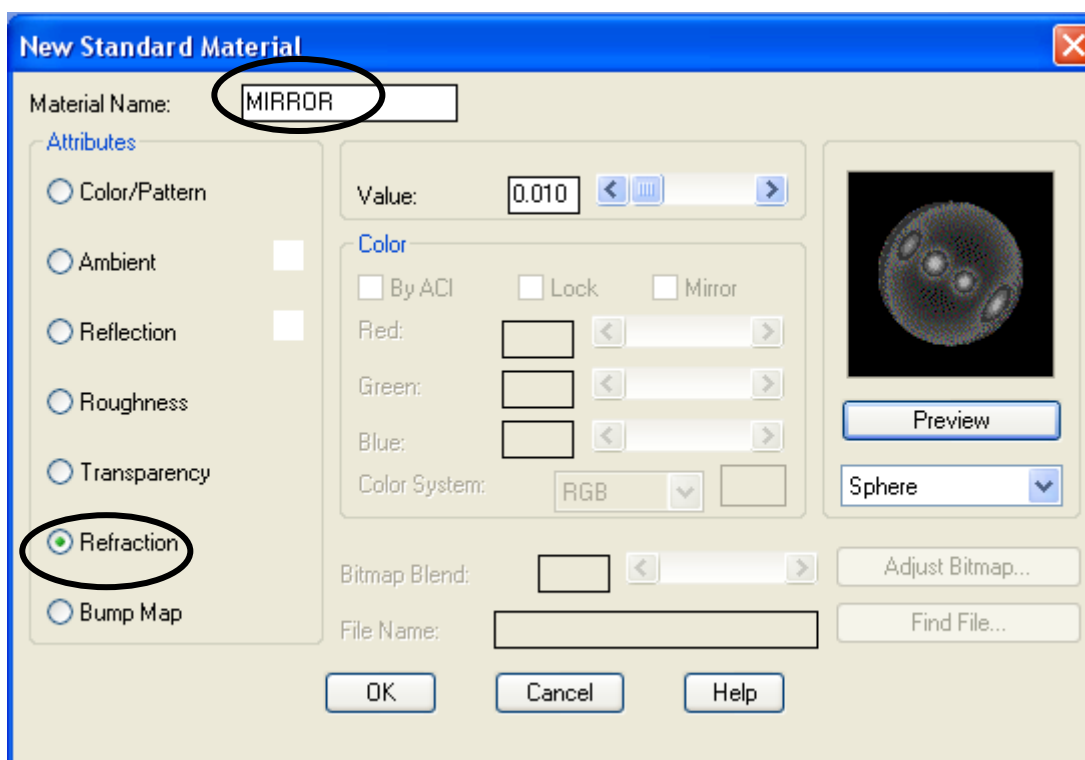 New Standard Material
Material Name: MIRROR
Attributes
Color/Pattern
Ambient
Reflection
Roughness
Transparency
Refraction
Bump Map
Value: 0.010
Color
By ACI Lock Mirror
Red:
Green:
Blue:
Color System: RGB
Bitmap Blend:
File Name:
Preview
Sphere
Adjust Bitmap...
Find File...
OK Cancel Help